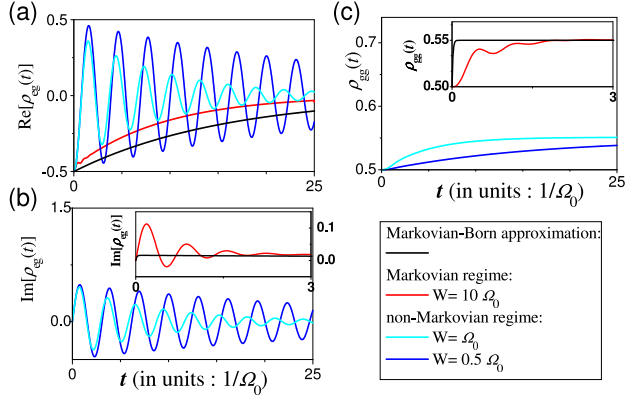 (a)
0.5
0.0
-0.5
Re[ρeg(t)]
0
25
(b)
1.5
0.0
Im[ρeg(t)]
Im[ρeg(t)]
0.1
0.0
0
3
0
25
t (in units : 1/Ω0)
(c)
0.7
0.6
0.5
ρgg(t)
ρgg(t)
0.55
0.50
0
3
0
25
t (in units : 1/Ω0)
Markovian-Born approximation:
Markovian regime:
W= 10 Ω0
non-Markovian regime:
W= Ω0
W= 0.5 Ω0